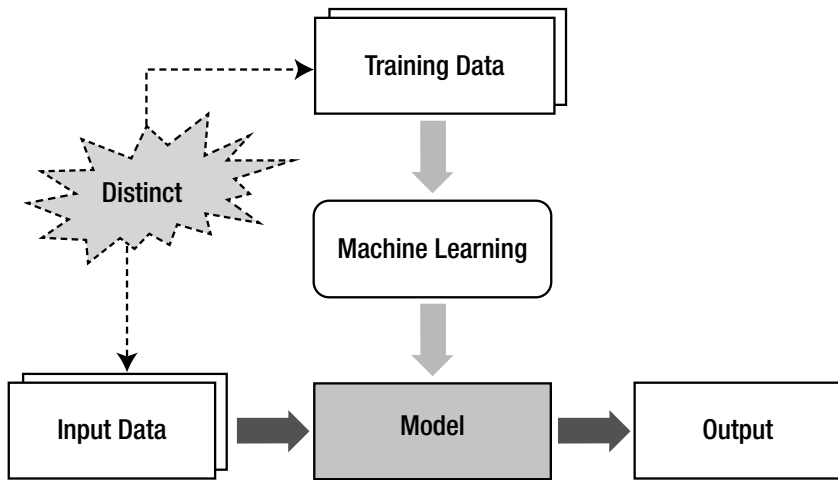 Training Data
Distinct
Machine Learning
Input Data
Model
Output